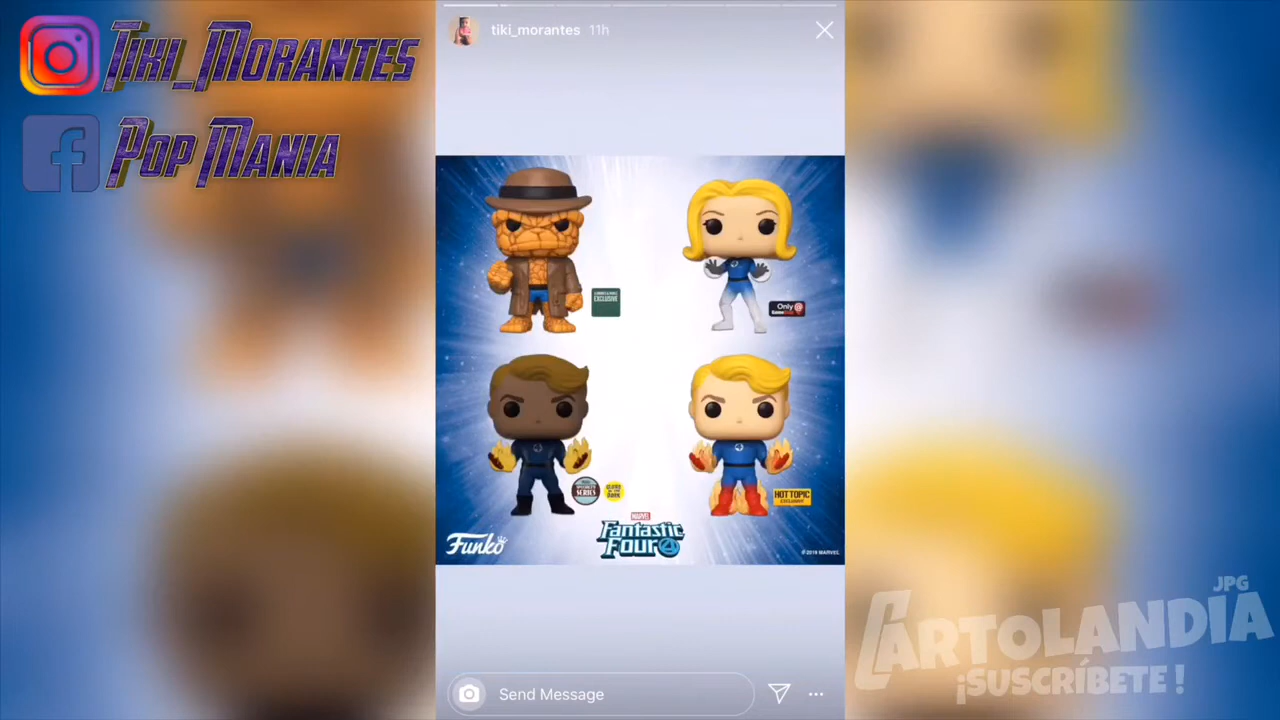 TIKI_MORANTES
POP MANIA
tiki_morantes 11h
EXCLUSIVE
Only @
GameStop
SPECIALTY
SERIES
GLOWS
IN THE
DARK
HOT TOPIC
EXCLUSIVE
MARVEL
FANTASTIC
FOUR
Funko
© 2019 MARVEL
Send Message
JPG
CARTOLANDIA
¡SUSCRÍBETE !